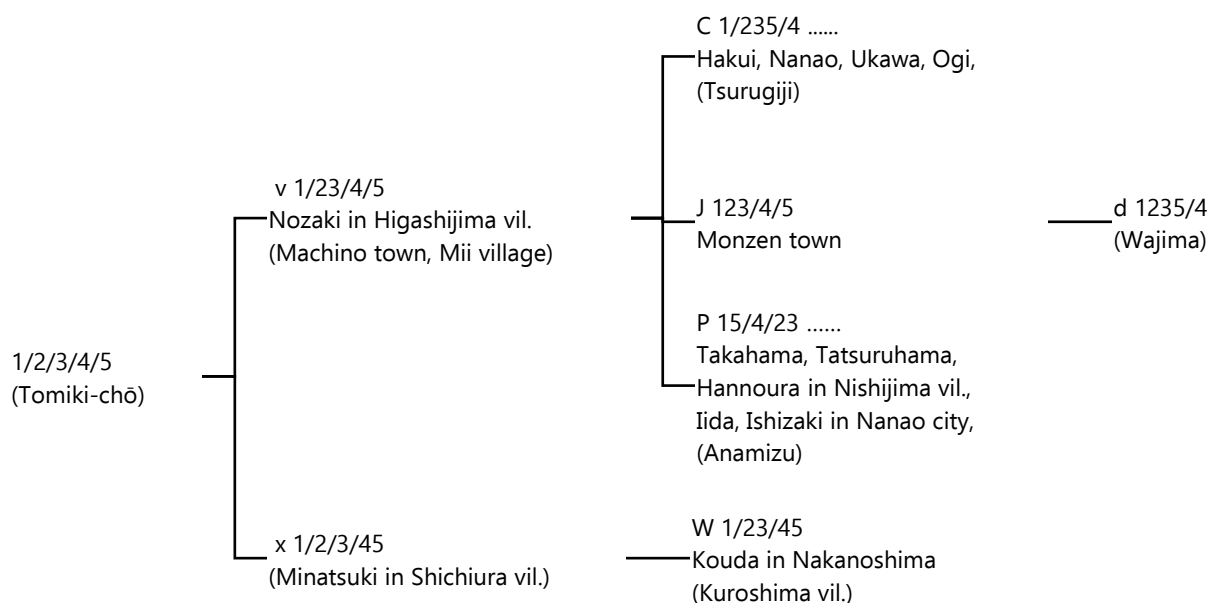 C 1/235/4 ......
Hakui, Nanao, Ukawa, Ogi,
(Tsurugiji)
v 1/23/4/5
Nozaki in Higashijima vil.
(Machino town, Mii village)
J 123/4/5
Monzen town
d 1235/4
(Wajima)
P 15/4/23 ......
Takahama, Tatsuruhama,
Hannoura in Nishijima vil.,
Iida, Ishizaki in Nanao city,
(Anamizu)
1/2/3/4/5
(Tomiki-chō)
x 1/2/3/45
(Minatsuki in Shichiura vil.)
W 1/23/45
Kouda in Nakanoshima
(Kuroshima vil.)